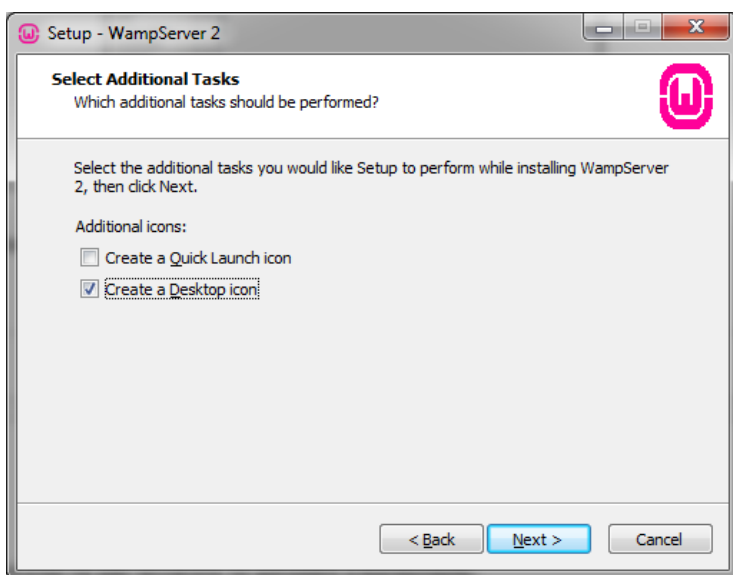 Setup - WampServer 2
Select Additional Tasks
Which additional tasks should be performed?
Select the additional tasks you would like Setup to perform while installing WampServer
2, then click Next.
Additional icons:
Create a Quick Launch icon
Create a Desktop icon
< Back Next > Cancel